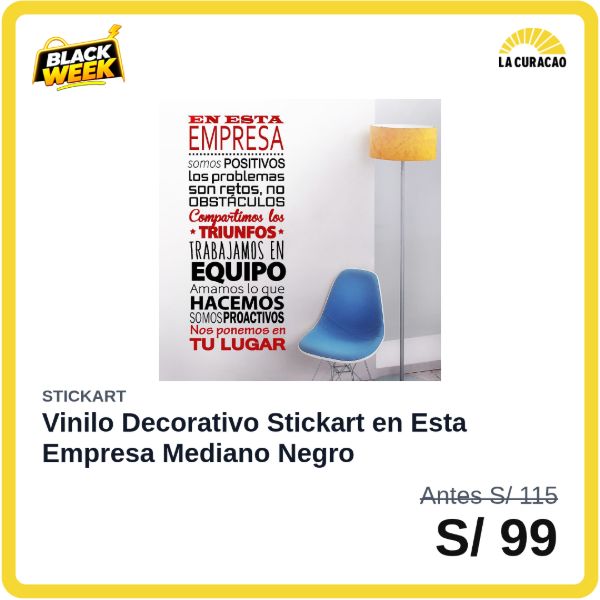 BLACK
WEEK
LA CURACAO
EN ESTA
EMPRESA
somos POSITIVOS
los problemas
son retos, no
OBSTÁCULOS
Compartimos los
TRIUNFOS
TRABAJAMOS EN
EQUIPO
Amamos lo que
HACEMOS
SOMOS PROACTIVOS
Nos ponemos en
TU LUGAR
STICKART
Vinilo Decorativo Stickart en Esta
Empresa Mediano Negro
Antes S/ 115
S/ 99